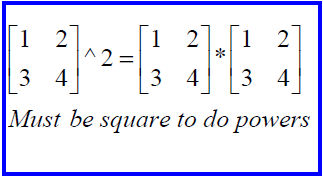 [1 2
3 4] ^ 2 = [1 2
3 4] * [1 2
3 4]
Must be square to do powers